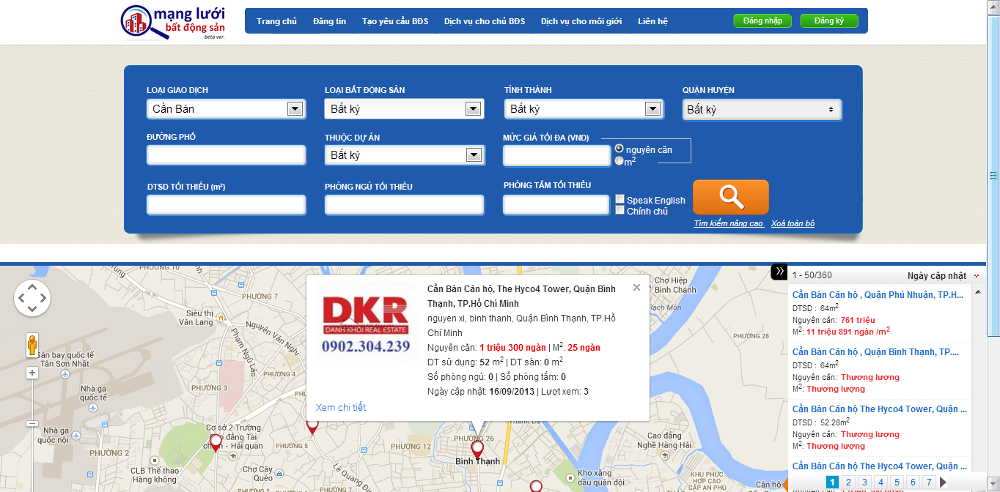 mạng lưới
bất động sản
beta ver.
Trang chủ Đăng tin Tạo yêu cầu BĐS Dịch vụ cho chủ BĐS Dịch vụ cho môi giới Liên hệ
Đăng nhập Đăng ký
LOẠI GIAO DỊCH LOẠI BẤT ĐỘNG SẢN TỈNH THÀNH QUẬN HUYỆN
Cần Bán Bất kỳ Bất kỳ Bất kỳ
ĐƯỜNG PHỐ THUỘC DỰ ÁN MỨC GIÁ TỐI ĐA (VND)
Bất kỳ
nguyên căn
m²
DTSD TỐI THIỂU (m²) PHÒNG NGỦ TỐI THIỂU PHÒNG TẮM TỐI THIỂU
Speak English
Chính chủ
Tìm kiếm nâng cao Xoá toàn bộ
PHƯỜNG 7
Siêu thị
Văn Lang
Nguyễn Văn Nghi
Phạm Ngũ Lão
PHƯỜNG 4
PHƯỜNG 3
Sân bay quốc tế
Tân Sơn Nhất
Nhà ga
quốc tế
Nhà ga
quốc nội
PHƯỜNG 2
CLB Thể thao
Hàng không
Cơ sở 2 Trường
Chợ Cây
Quéo
PHƯỜNG 5
PHƯỜNG 7
Lê Quang Định
PHƯỜNG 12
PHƯỜNG 26
Bình Thạnh
Thanh Đa
Chợ Hiệp
Bình Chánh
Rạch Môn
PHƯỜNG 28
Cao đẳng
Nghề Hàng Hải
Kho xăng
dầu quân đội
KHU PHỨC
HỢP CAO
CẤP AN PHÚ
DKR
DANH KHOI REAL ESTATE
0902.304.239
Xem chi tiết
Cần Bán Căn hộ, The Hyco4 Tower, Quận Bình
Thạnh, TP.Hồ Chí Minh
nguyen xi, binh thanh, Quận Bình Thạnh, TP.Hồ
Chí Minh
Nguyên căn: 1 triệu 300 ngàn | M²: 25 ngàn
DT sử dụng: 52 m² | DT sàn: 0 m²
Số phòng ngủ: 0 | Số phòng tắm: 0
Ngày cập nhật: 16/09/2013 | Lượt xem: 3
1 - 50/360 Ngày cập nhật
Cần Bán Căn hộ , Quận Phú Nhuận, TP.H...
DTSD : 64m²
Nguyên căn: 761 triệu
M²: 11 triệu 891 ngàn /m²
Cần Bán Căn hộ , Quận Bình Thạnh, TP....
DTSD : 64m²
Nguyên căn: Thương lượng
M²: Thương lượng
Cần Bán Căn hộ The Hyco4 Tower, Quận ...
DTSD : 52.28m²
Nguyên căn: Thương lượng
M²: Thương lượng
Cần Bán Căn hộ The Hyco4 Tower, Quận ...
1 2 3 4 5 6 7